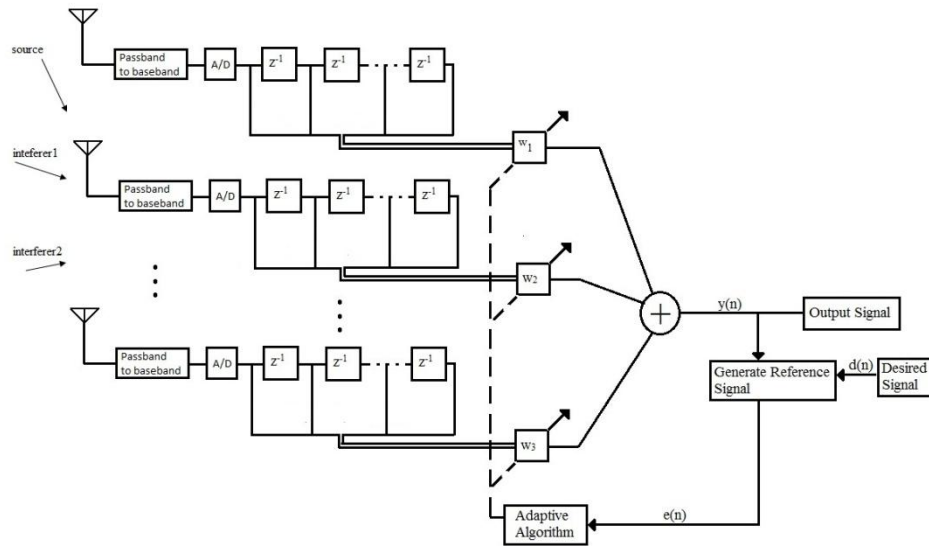 source
Passband
to baseband
A/D
Z-1
Z-1
Z-1
inteferer1
w1
Passband
to baseband
A/D
Z-1
Z-1
Z-1
interferer2
w2
+
y(n)
Output Signal
Passband
to baseband
A/D
Z-1
Z-1
Z-1
Generate Reference
Signal
d(n)
Desired
Signal
w3
Adaptive
Algorithm
e(n)